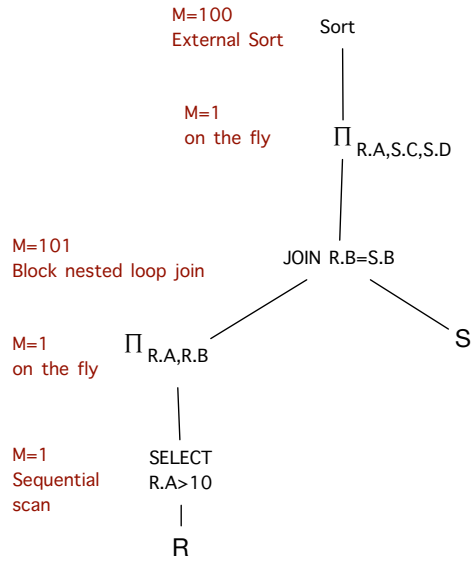 M=100
External Sort
Sort
M=1
on the fly
Π R.A,S.C,S.D
M=101
Block nested loop join
JOIN R.B=S.B
M=1
on the fly
Π R.A,R.B
S
M=1
Sequential
scan
SELECT
R.A>10
R